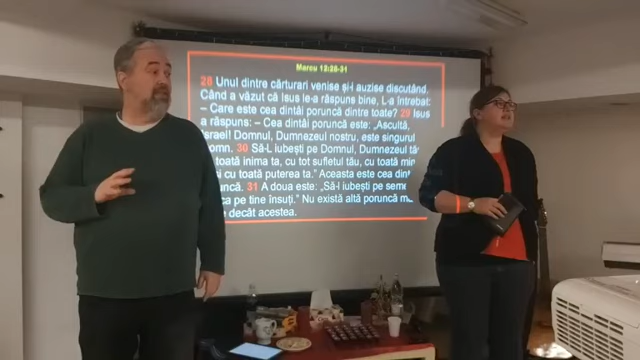 Marcu 12:28-31
28 Unul dintre cărturari venise și-i auzise discutând.
Când a văzut că Isus le-a răspuns bine, L-a întrebat:
– Care este cea dintâi poruncă dintre toate? 29 Isus
a răspuns: – Cea dintâi poruncă este: „Ascultă,
Israel! Domnul, Dumnezeul nostru, este singurul
Domn. 30 Să-L iubești pe Domnul, Dumnezeul
toată inima ta, cu tot sufletul tău, cu toată
și cu toată puterea ta.” Aceasta este cea
31 A doua este: „Să-l iubești pe
ca pe tine însuți.” Nu există altă poruncă
decât acestea.